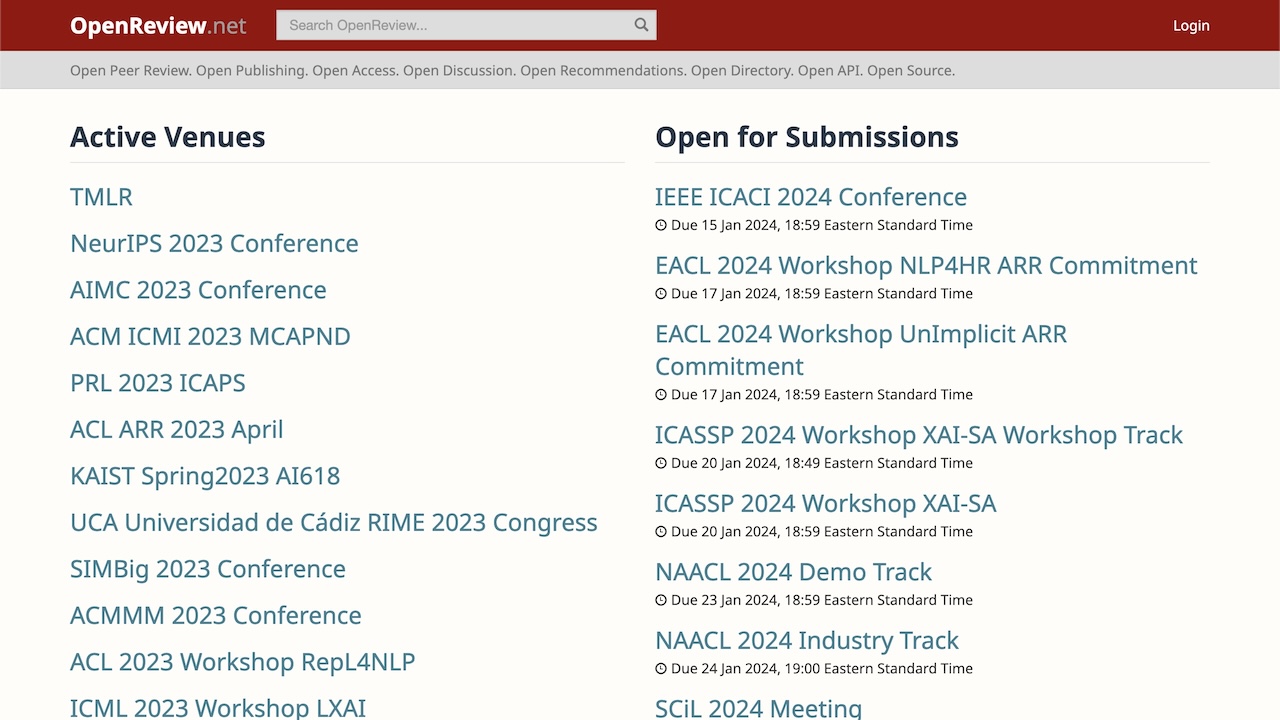 OpenReview.net
Search OpenReview...
Login
Open Peer Review. Open Publishing. Open Access. Open Discussion. Open Recommendations. Open Directory. Open API. Open Source.
Active Venues
TMLR
NeurIPS 2023 Conference
AIMC 2023 Conference
ACM ICMI 2023 MCAPND
PRL 2023 ICAPS
ACL ARR 2023 April
KAIST Spring2023 AI618
UCA Universidad de Cádiz RIME 2023 Congress
SIMBig 2023 Conference
ACMMM 2023 Conference
ACL 2023 Workshop RepL4NLP
ICML 2023 Workshop LXAI
Open for Submissions
IEEE ICACI 2024 Conference
Due 15 Jan 2024, 18:59 Eastern Standard Time
EACL 2024 Workshop NLP4HR ARR Commitment
Due 17 Jan 2024, 18:59 Eastern Standard Time
EACL 2024 Workshop UnImplicit ARR
Commitment
Due 17 Jan 2024, 18:59 Eastern Standard Time
ICASSP 2024 Workshop XAI-SA Workshop Track
Due 20 Jan 2024, 18:49 Eastern Standard Time
ICASSP 2024 Workshop XAI-SA
Due 20 Jan 2024, 18:59 Eastern Standard Time
NAACL 2024 Demo Track
Due 23 Jan 2024, 18:59 Eastern Standard Time
NAACL 2024 Industry Track
Due 24 Jan 2024, 19:00 Eastern Standard Time
SCiL 2024 Meeting